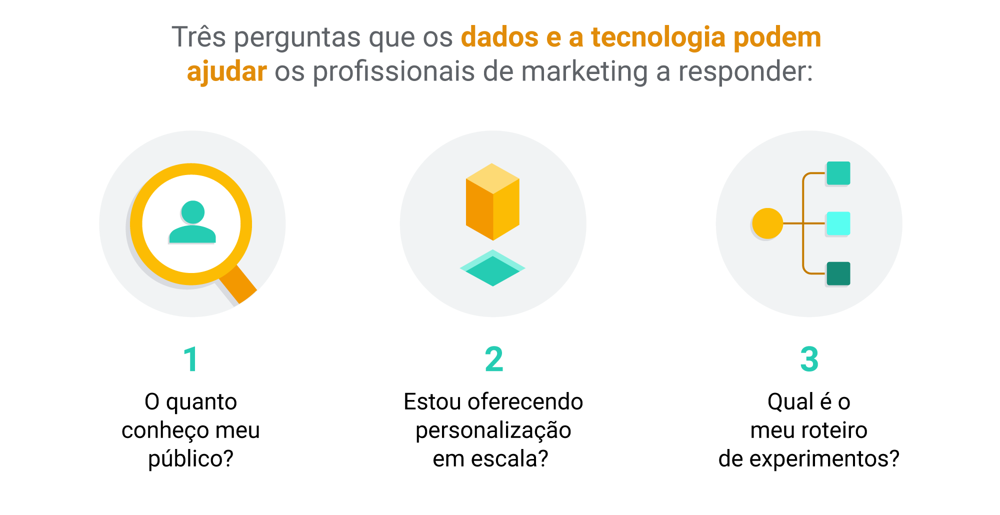 Três perguntas que os dados e a tecnologia podem
ajudar os profissionais de marketing a responder:
1
O quanto
conheço meu
público?
2
Estou oferecendo
personalização
em escala?
3
Qual é o
meu roteiro
de experimentos?